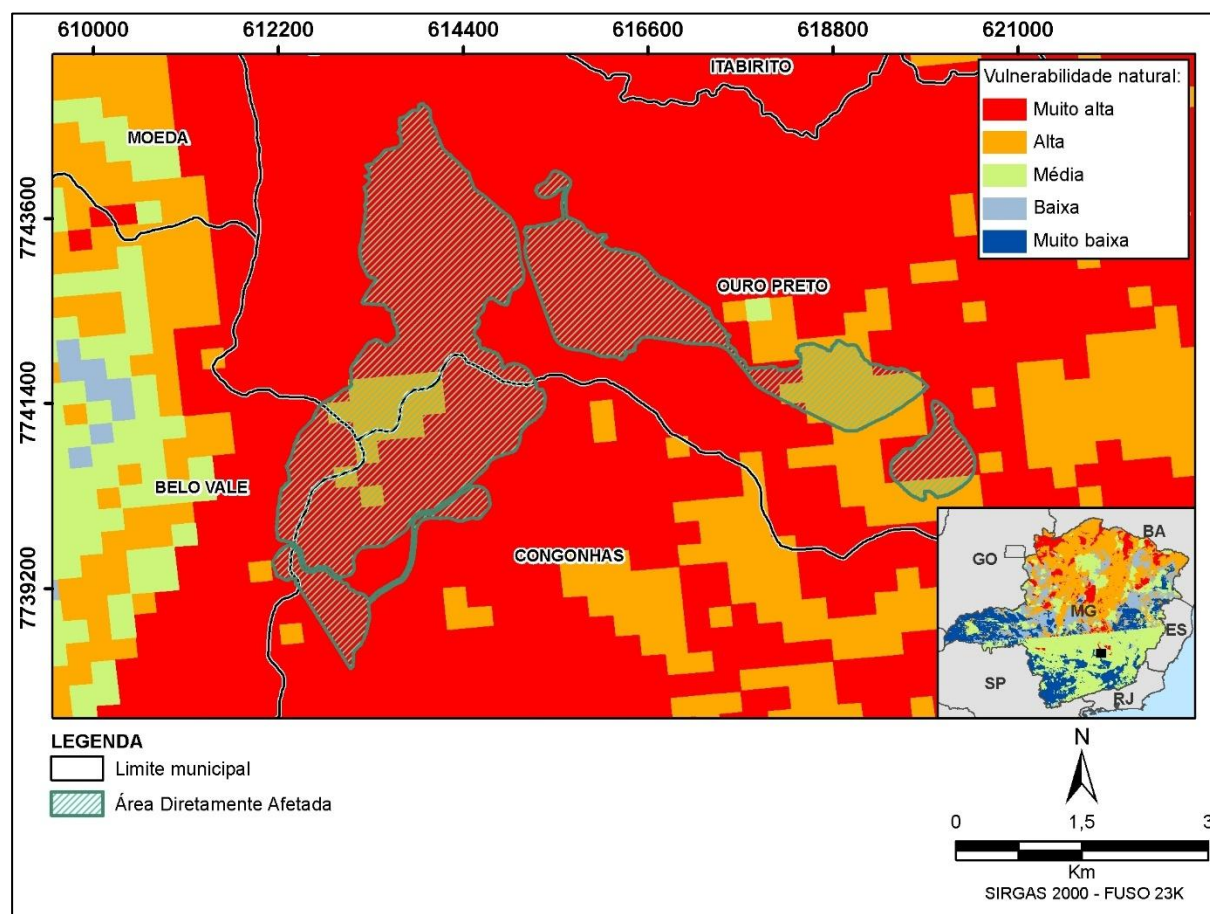 610000 612200 614400 616600 618800 621000
7743600
7741400
7739200
ITABIRITO
MOEDA
OURO PRETO
BELO VALE
CONGONHAS
Vulnerabilidade natural:
Muito alta
Alta
Média
Baixa
Muito baixa
BA
GO
MG
ES
SP
RJ
LEGENDA
Limite municipal
Área Diretamente Afetada
N
0 1,5 3
Km
SIRGAS 2000 - FUSO 23K